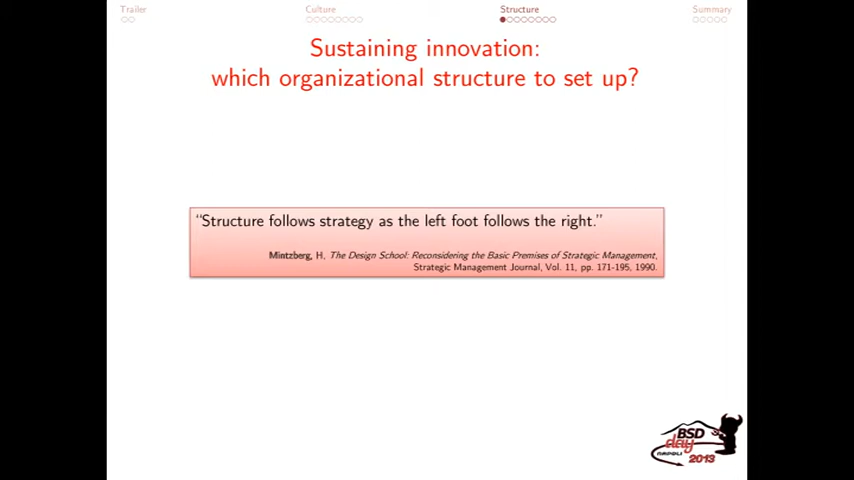 Trailer
Culture
Structure
Summary
Sustaining innovation:
which organizational structure to set up?
“Structure follows strategy as the left foot follows the right.”
Mintzberg, H. The Design School: Reconsidering the Basic Premises of Strategic Management,
Strategic Management Journal, Vol. 11, pp. 171-195, 1990.
BSD
day
NAPOLI
2013